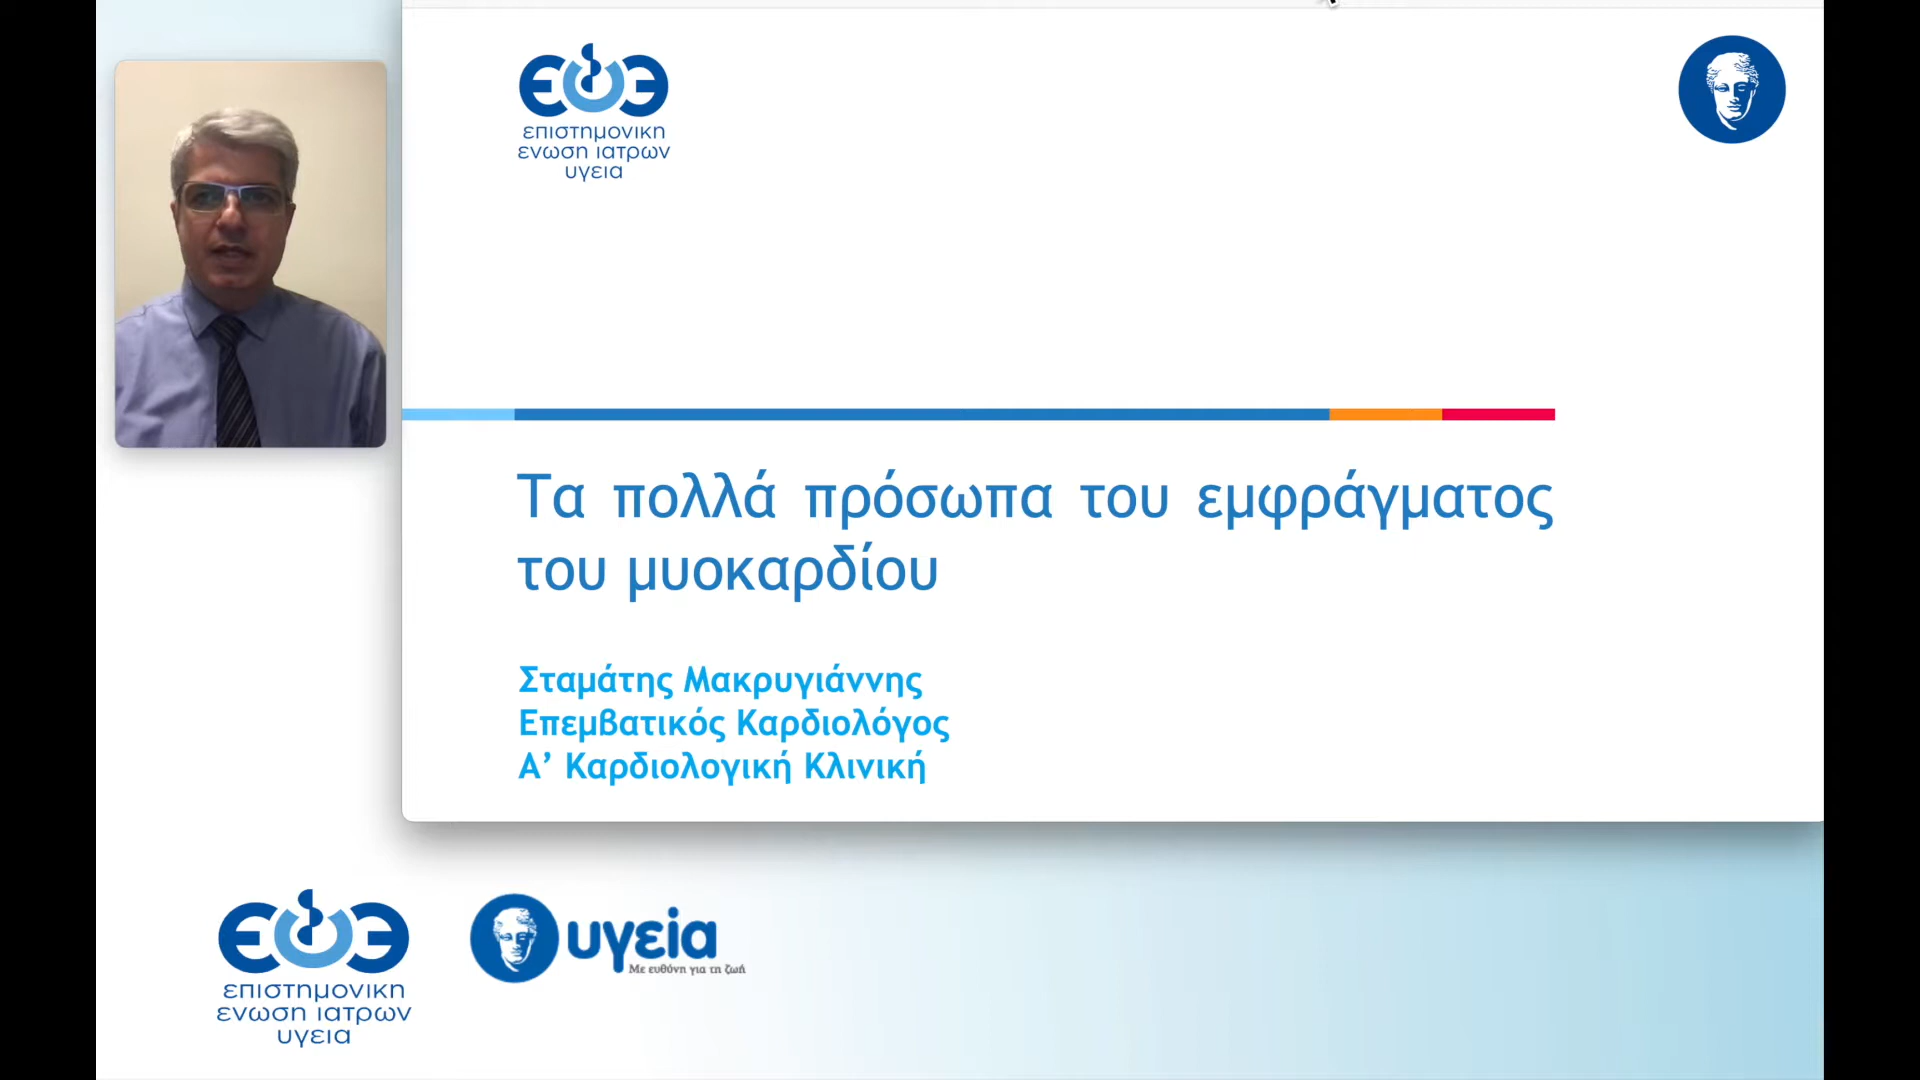 επιστημονικη
ενωση ιατρων
υγεια
Τα πολλά πρόσωπα του εμφράγματος
του μυοκαρδίου
Σταμάτης Μακρυγιάννης
Επεμβατικός Καρδιολόγος
Α’ Καρδιολογική Κλινική
επιστημονικη
ενωση ιατρων
υγεια
υγεία
Με ευθύνη για τη ζωή